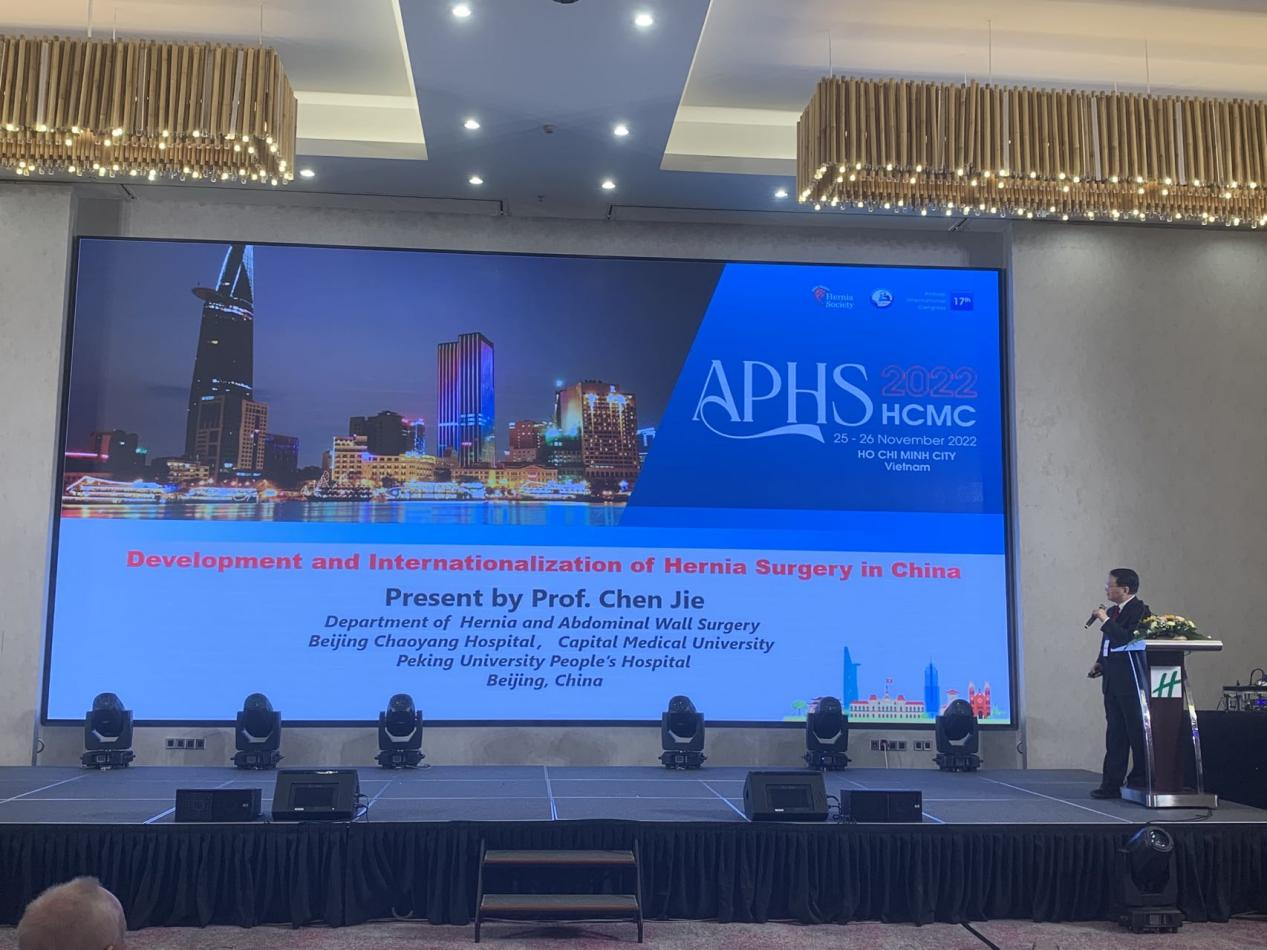 Hernia
Society
Annual
International
Congress
17th
APHS 2022
HCMC
25 - 26 November 2022
HO CHI MINH CITY
Vietnam
Development and Internationalization of Hernia Surgery in China
Present by Prof. Chen Jie
Department of Hernia and Abdominal Wall Surgery
Beijing Chaoyang Hospital, Capital Medical University
Peking University People's Hospital
Beijing, China
H